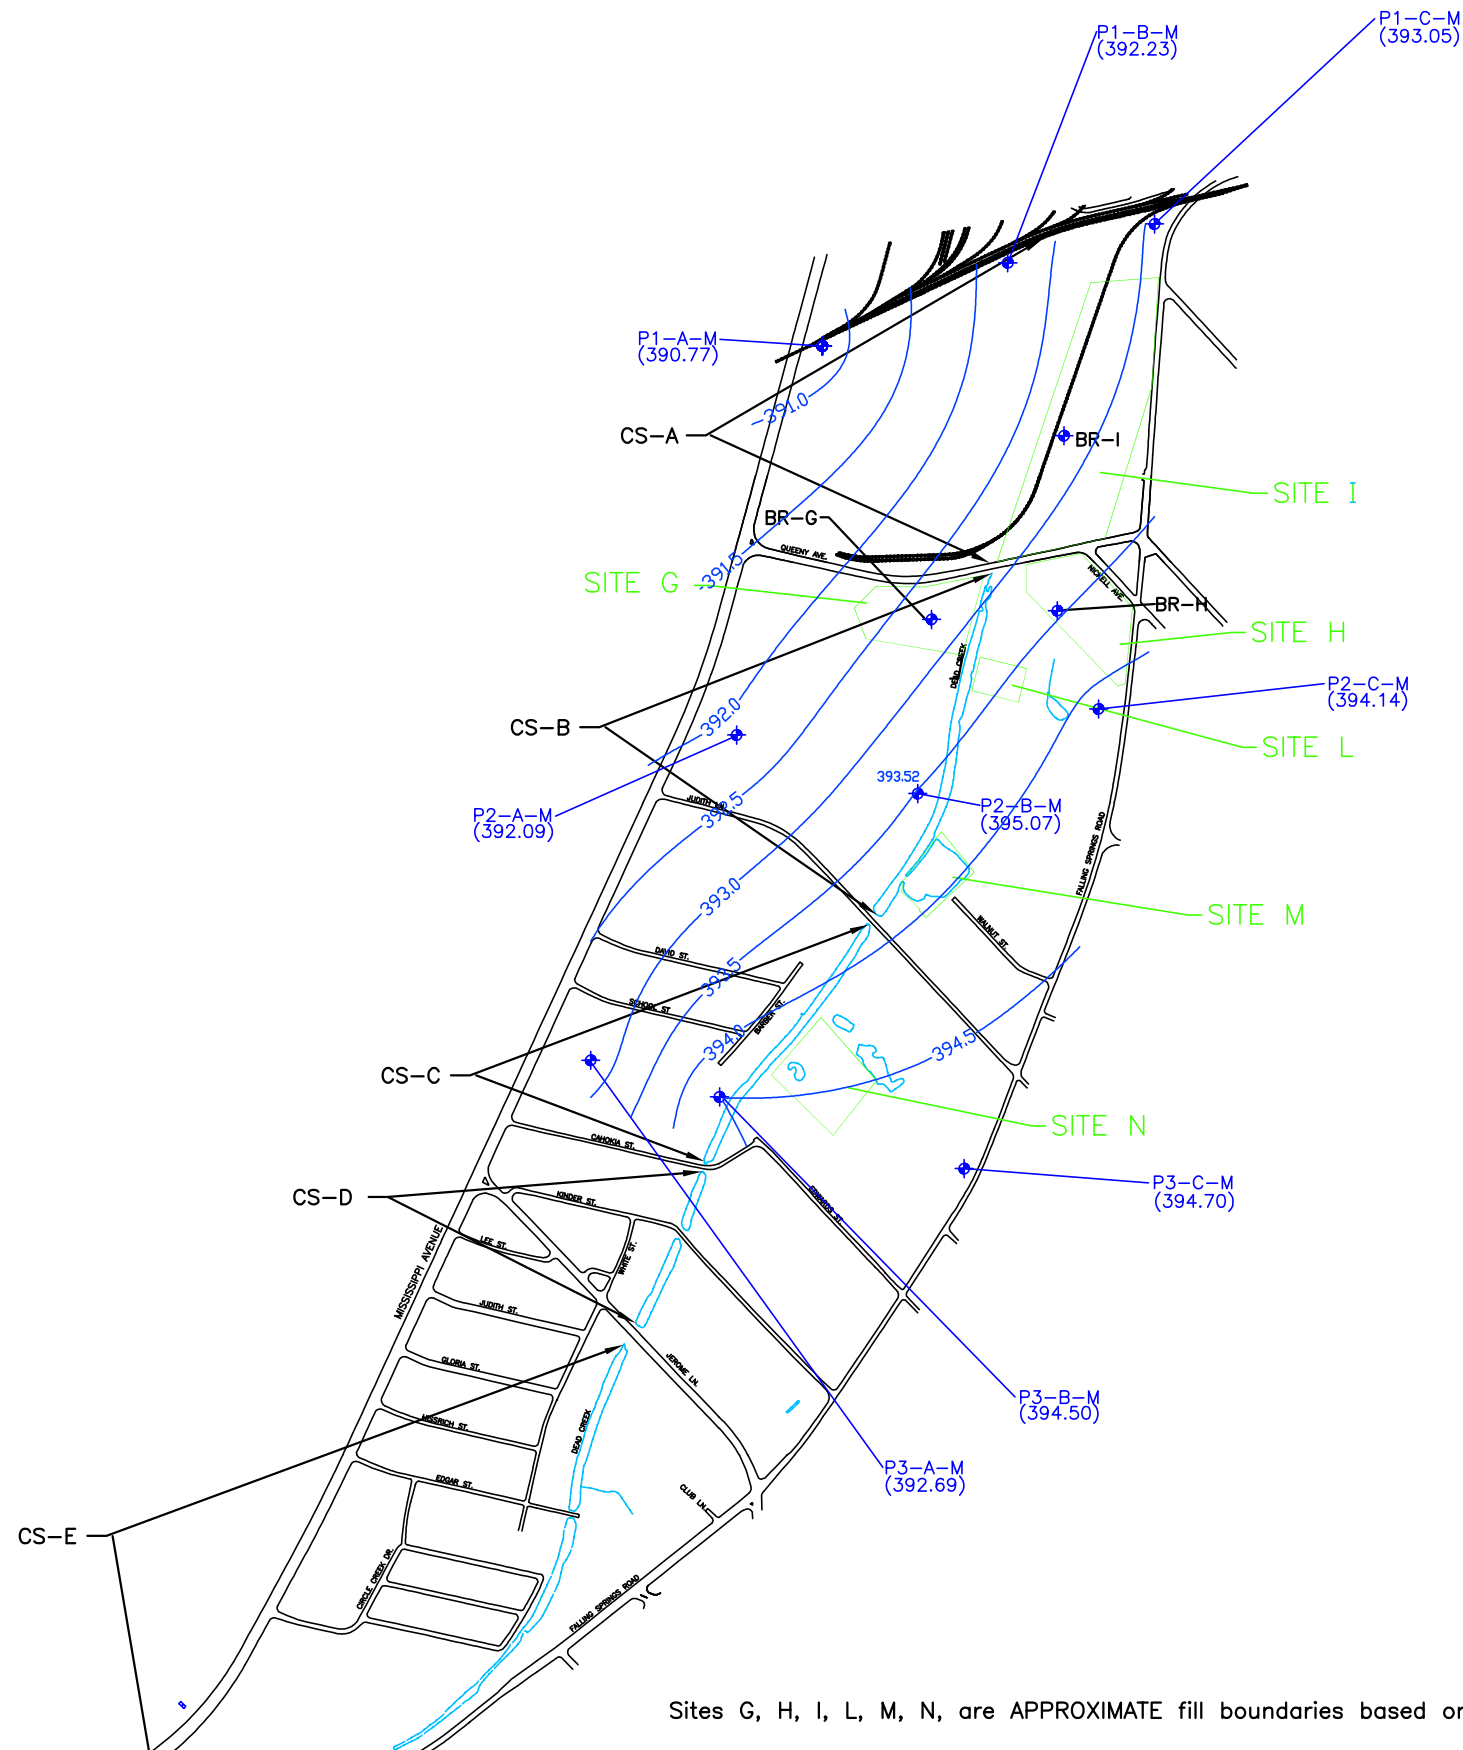 P1-C-M
(393.05)
P1-B-M
(392.23)
P1-A-M
(390.77)
391.0
CS-A
BR-I
SITE I
BR-G
QUEENY AVE.
391.5
SITE G
NICKELL AVE.
BR-H
SITE H
DEAD CREEK
P2-C-M
(394.14)
392.0
CS-B
SITE L
393.52
P2-B-M
(395.07)
P2-A-M
(392.09)
JUDITH LN.
392.5
FALLING SPRINGS ROAD
393.0
SITE M
WALNUT ST.
DAVID ST.
393.5
SCHOOL ST
BARBER ST.
394.0
394.5
CS-C
SITE N
CAHOKIA ST.
P3-C-M
(394.70)
CS-D
KINDER ST.
EDWARDS ST.
LEE ST.
WHITE ST.
MISSISSIPPI AVENUE
JUDITH ST.
GLORIA ST.
JEROME LN.
P3-B-M
(394.50)
DEAD CREEK
P3-A-M
(392.69)
EDGAR ST.
CLUB LN.
CS-E
CIRCLE CREEK DR.
FALLING SPRINGS ROAD
Sites G, H, I, L, M, N, are APPROXIMATE fill boundaries based or